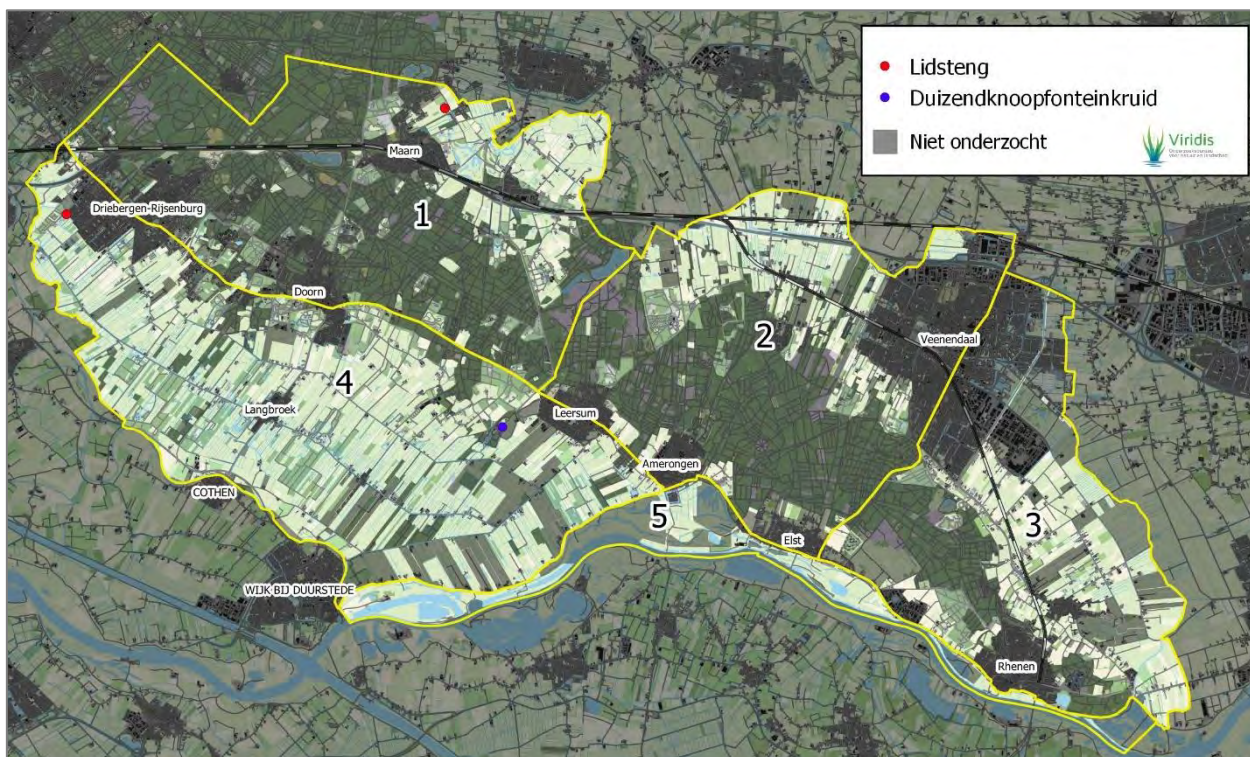 Lidsteng
Duizendknoopfonteinkruid
Niet onderzocht
Viridis
Maarn
1
Driebergen-Rijsenburg
Doorn
2
Veenendaal
4
Langbroek
Leersum
Amerongen
COTHEN
5
Elst
3
WIJK BIJ DUURSTEDE
Rhenen